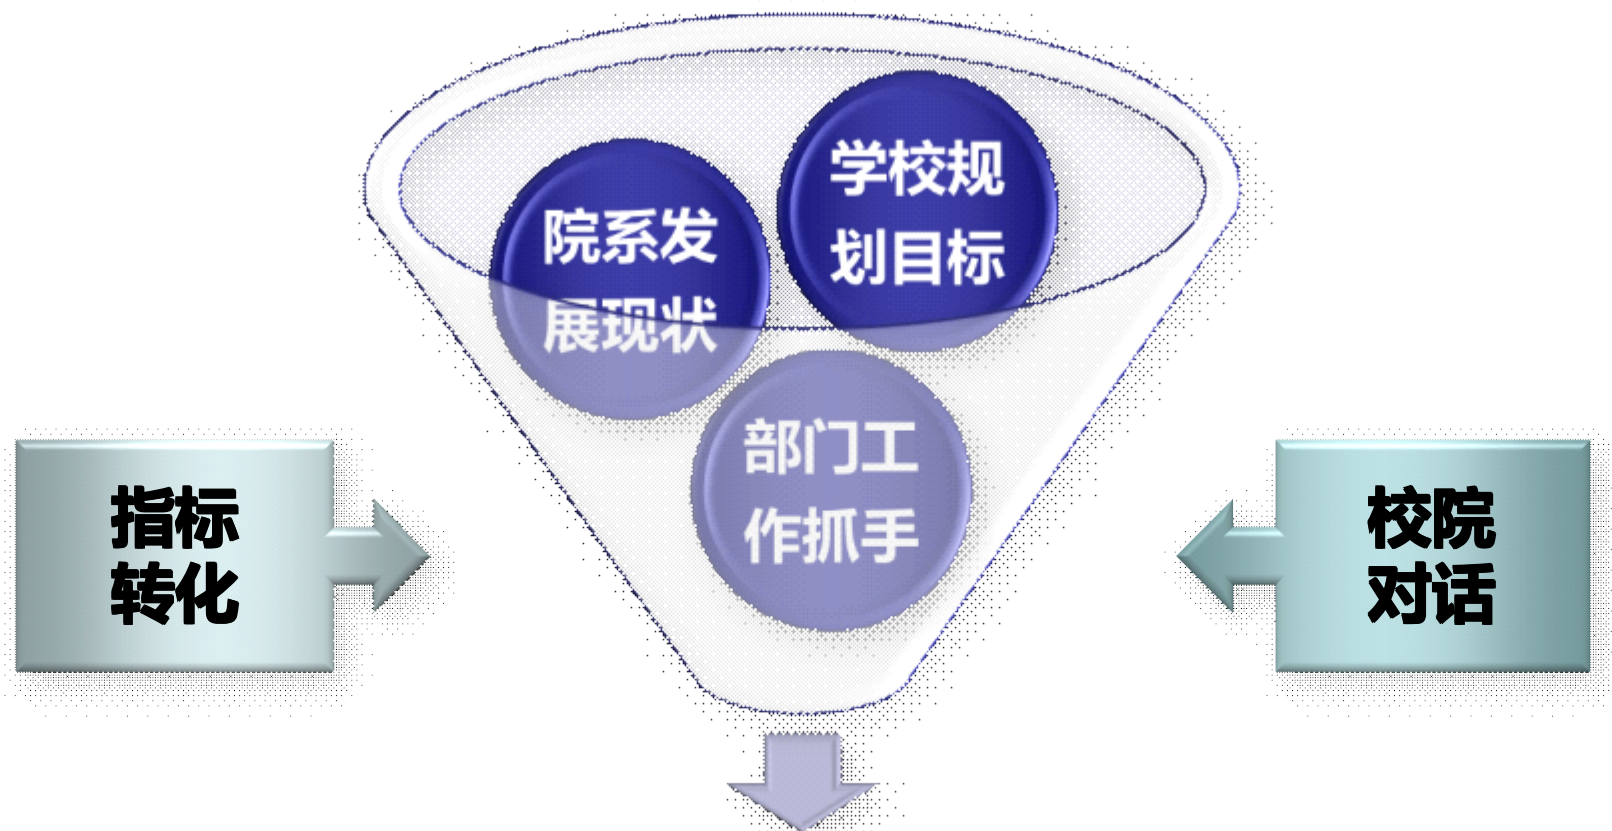 学校规
划目标
院系发
展现状
部门工
作抓手
指标
转化
校院
对话